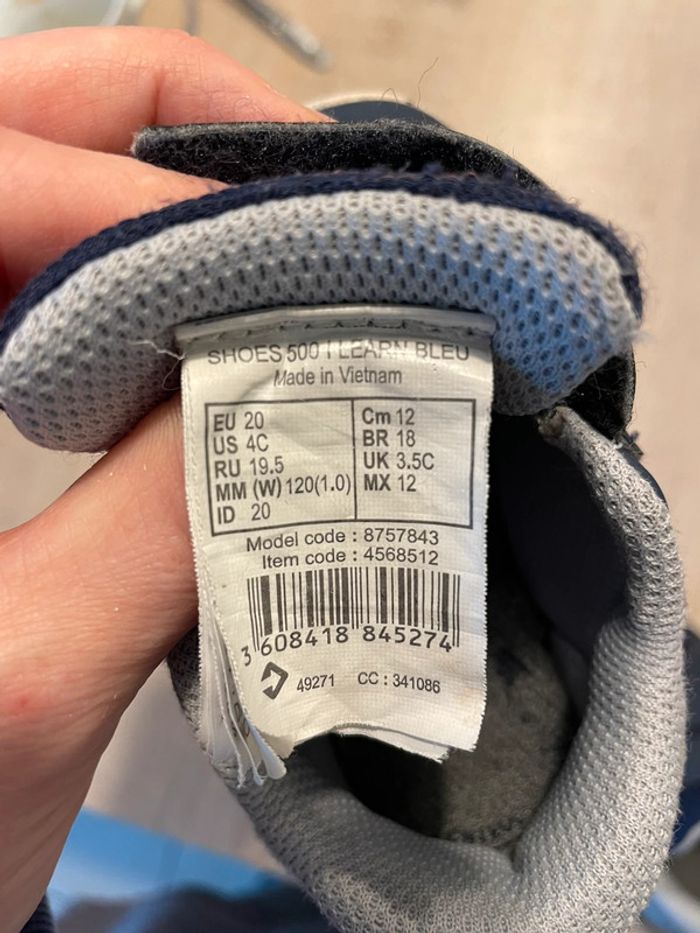 SHOES 500 I LEARN BLEU
Made in Vietnam
EU 20
US 4C
RU 19.5
MM (W) 120(1.0)
ID 20
Cm 12
BR 18
UK 3.5C
MX 12
Model code : 8757843
Item code : 4568512
3 608418 845274
49271 CC : 341086